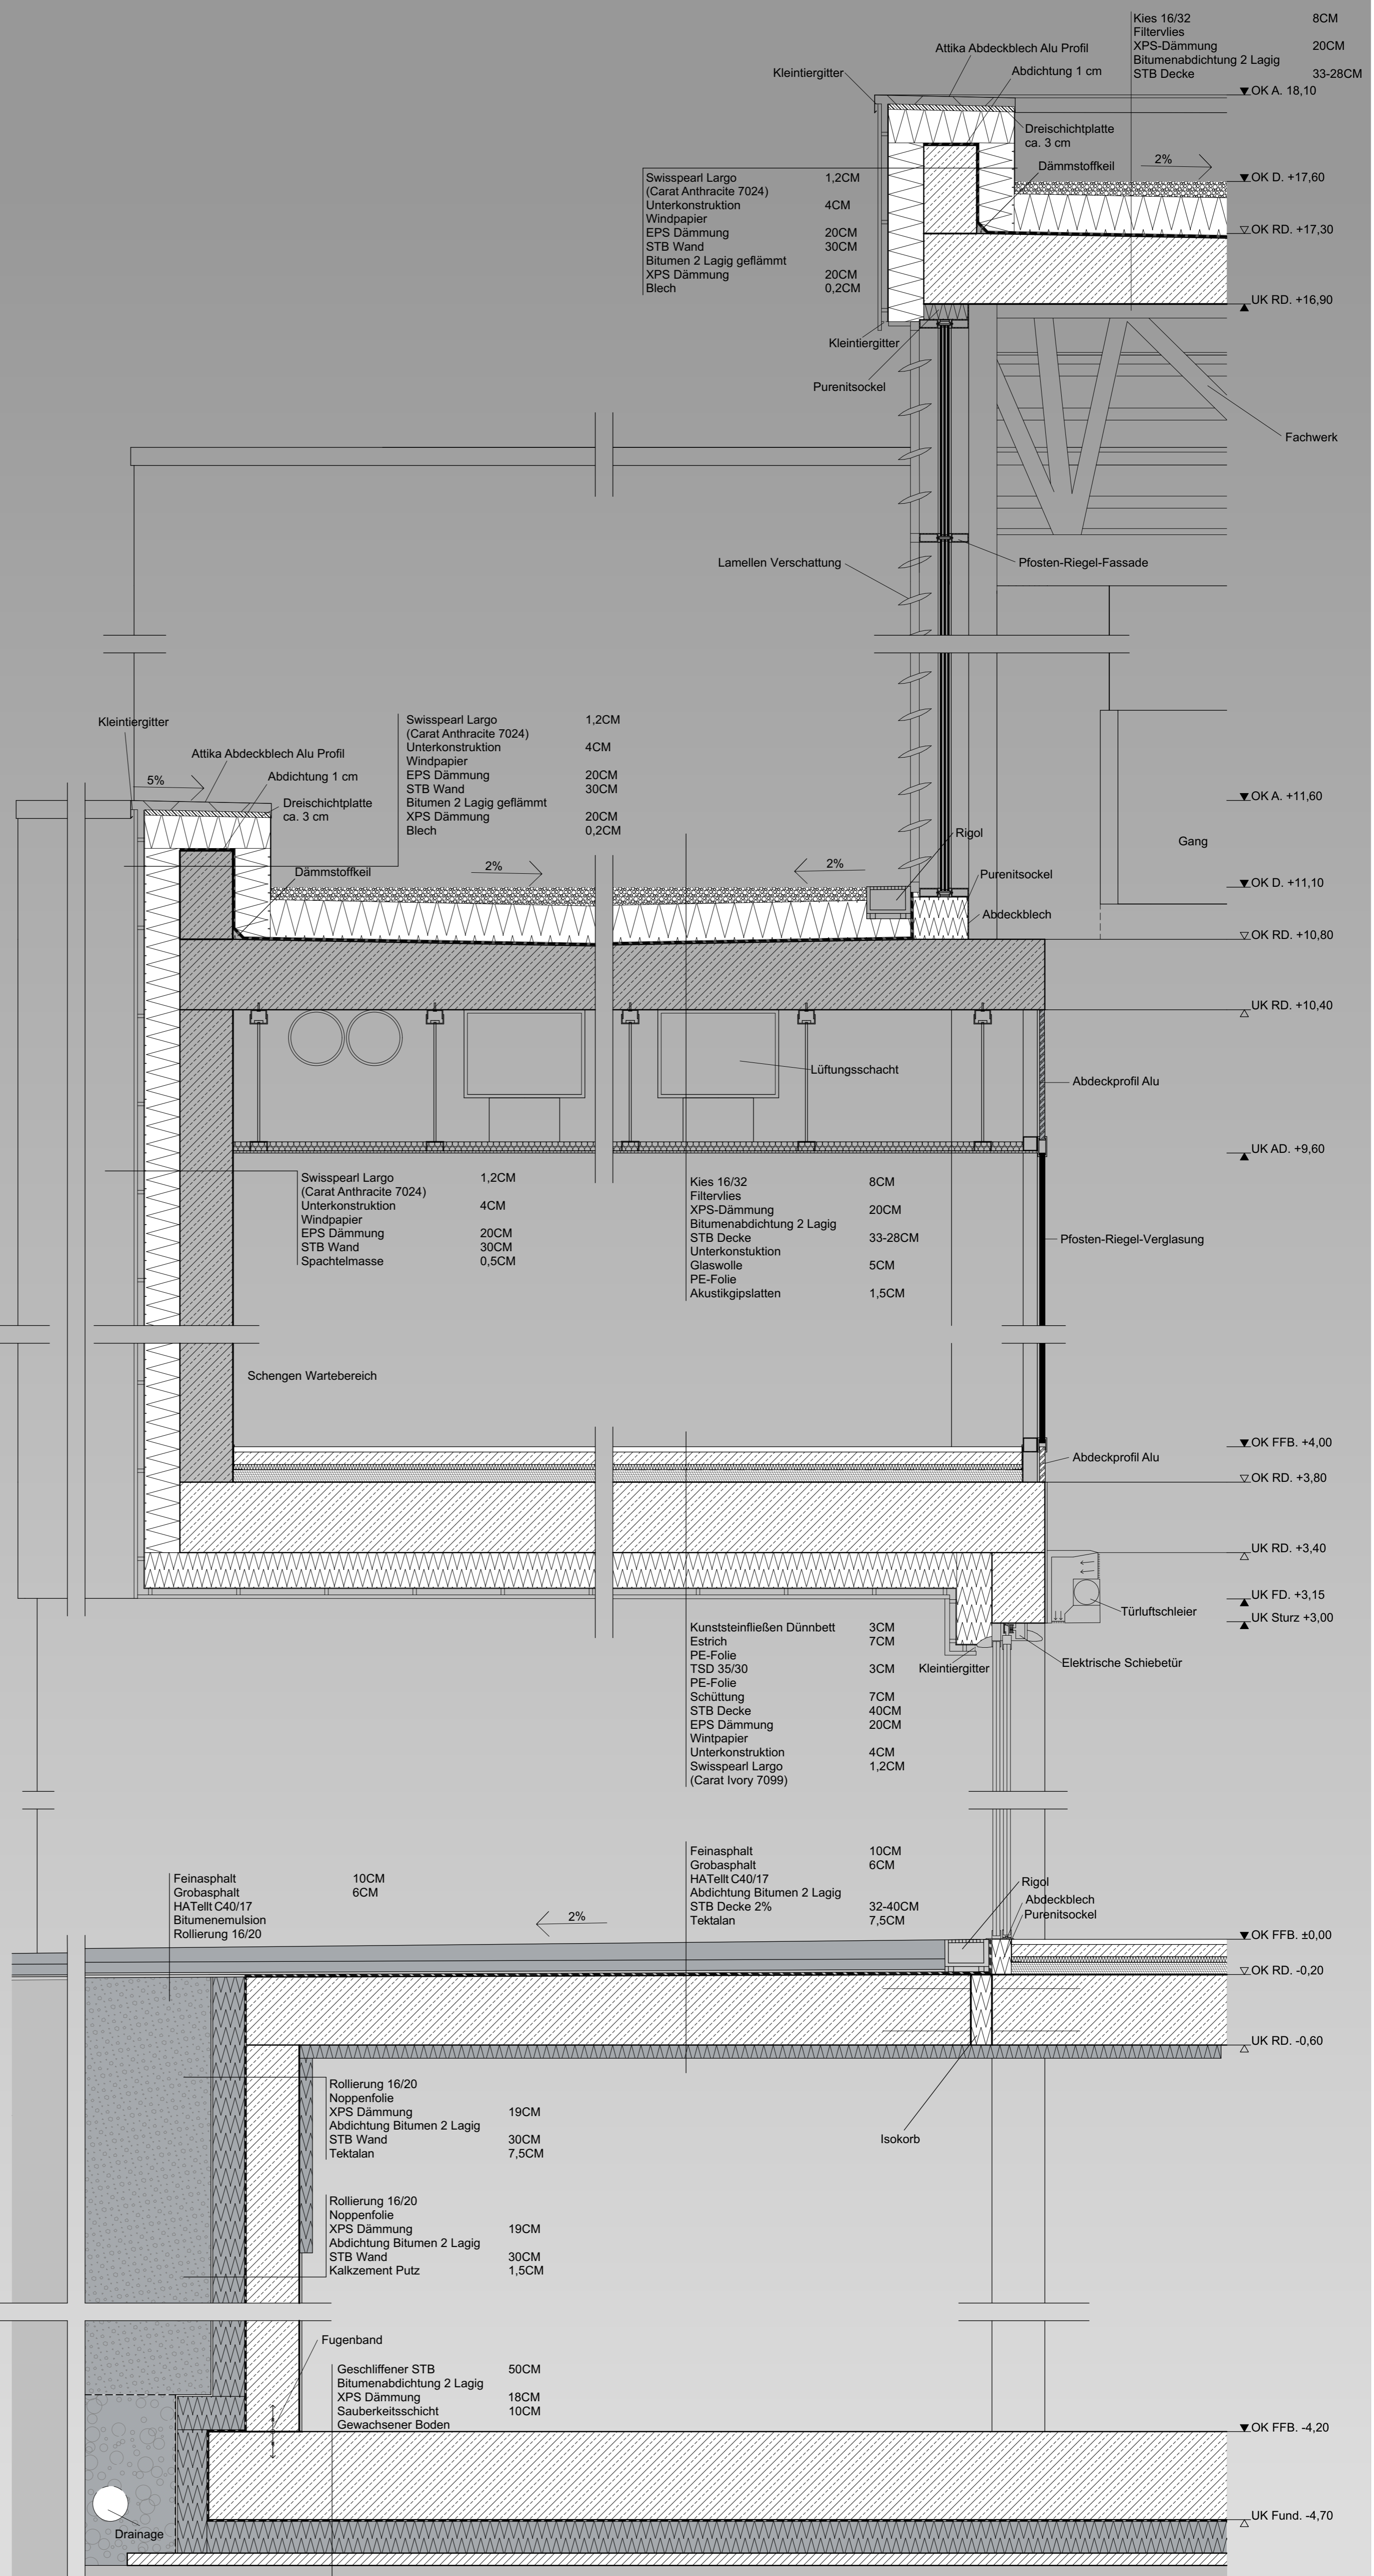 Kies 16/32 8CM
Filtervlies
XPS-Dämmung 20CM
Bitumenabdichtung 2 Lagig
STB Decke 33-28CM
Attika Abdeckblech Alu Profil
Kleintiergitter
Abdichtung 1 cm
OK A. 18,10
Dreischichtplatte
ca. 3 cm
Dämmstoffkeil
2%
OK D. +17,60
Swisspearl Largo 1,2CM
(Carat Anthracite 7024)
Unterkonstruktion 4CM
Windpapier
EPS Dämmung 20CM
STB Wand 30CM
Bitumen 2 Lagig geflämmt
XPS Dämmung 20CM
Blech 0,2CM
OK RD. +17,30
UK RD. +16,90
Kleintiergitter
Purenitsockel
Fachwerk
Lamellen Verschattung
Pfosten-Riegel-Fassade
Kleintiergitter
Attika Abdeckblech Alu Profil
5%
Abdichtung 1 cm
Dreischichtplatte
ca. 3 cm
Swisspearl Largo 1,2CM
(Carat Anthracite 7024)
Unterkonstruktion 4CM
Windpapier
EPS Dämmung 20CM
STB Wand 30CM
Bitumen 2 Lagig geflämmt
XPS Dämmung 20CM
Blech 0,2CM
OK A. +11,60
Rigol
Gang
Dämmstoffkeil
2%
2%
Purenitsockel
OK D. +11,10
Abdeckblech
OK RD. +10,80
UK RD. +10,40
Lüftungsschacht
Abdeckprofil Alu
UK AD. +9,60
Swisspearl Largo 1,2CM
(Carat Anthracite 7024)
Unterkonstruktion 4CM
Windpapier
EPS Dämmung 20CM
STB Wand 30CM
Spachtelmasse 0,5CM
Kies 16/32 8CM
Filtervlies
XPS-Dämmung 20CM
Bitumenabdichtung 2 Lagig
STB Decke 33-28CM
Unterkonstuktion
Glaswolle 5CM
PE-Folie
Akustikgipslatten 1,5CM
Pfosten-Riegel-Verglasung
Schengen Wartebereich
OK FFB. +4,00
Abdeckprofil Alu
OK RD. +3,80
UK RD. +3,40
UK FD. +3,15
Türluftschleier
UK Sturz +3,00
Kunststeinfließen Dünnbett 3CM
Estrich 7CM
PE-Folie
TSD 35/30 3CM
PE-Folie
Schüttung 7CM
STB Decke 40CM
EPS Dämmung 20CM
Wintpapier
Unterkonstruktion 4CM
Swisspearl Largo 1,2CM
(Carat Ivory 7099)
Kleintiergitter
Elektrische Schiebetür
Feinasphalt 10CM
Grobasphalt 6CM
HATellt C40/17
Bitumenemulsion
Rollierung 16/20
2%
Feinasphalt 10CM
Grobasphalt 6CM
HATellt C40/17
Abdichtung Bitumen 2 Lagig
STB Decke 2% 32-40CM
Tektalan 7,5CM
Rigol
Abdeckblech
Purenitsockel
OK FFB. ±0,00
OK RD. -0,20
UK RD. -0,60
Rollierung 16/20
Noppenfolie
XPS Dämmung 19CM
Abdichtung Bitumen 2 Lagig
STB Wand 30CM
Tektalan 7,5CM
Isokorb
Rollierung 16/20
Noppenfolie
XPS Dämmung 19CM
Abdichtung Bitumen 2 Lagig
STB Wand 30CM
Kalkzement Putz 1,5CM
Fugenband
Geschliffener STB 50CM
Bitumenabdichtung 2 Lagig
XPS Dämmung 18CM
Sauberkeitsschicht 10CM
Gewachsener Boden
OK FFB. -4,20
UK Fund. -4,70
Drainage